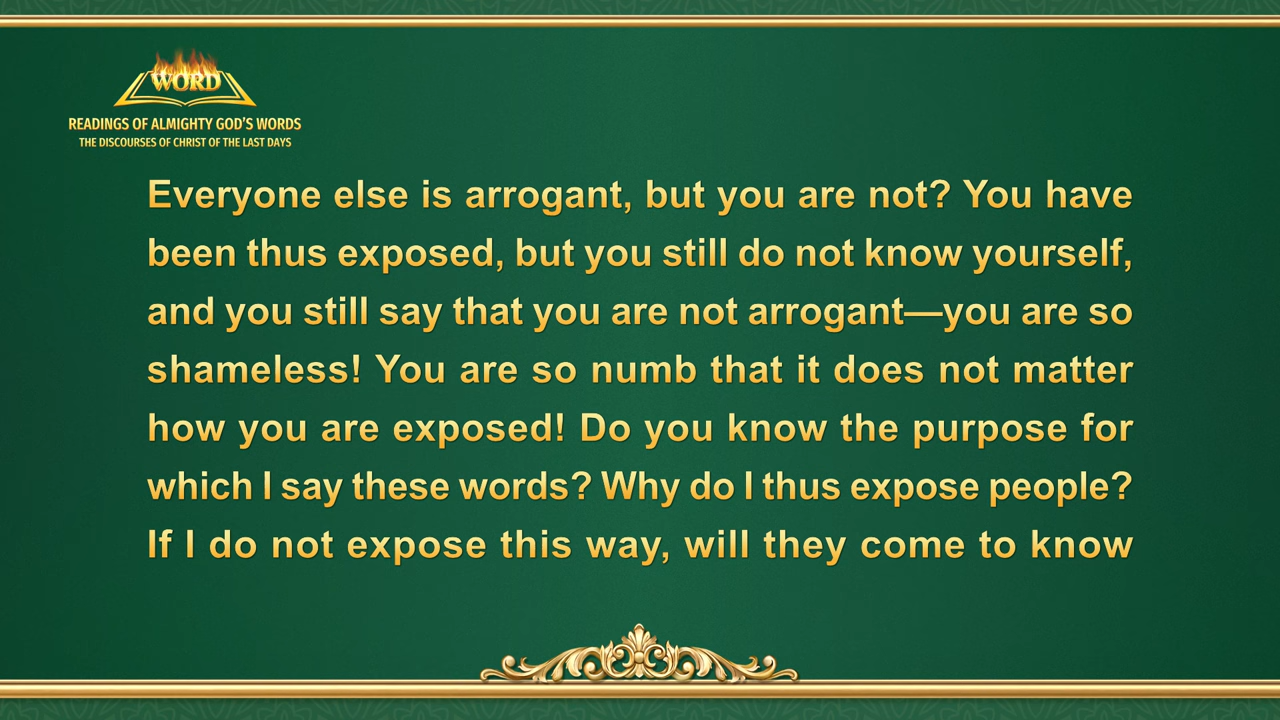 WORD
READINGS OF ALMIGHTY GOD'S WORDS
THE DISCOURSES OF CHRIST OF THE LAST DAYS
Everyone else is arrogant, but you are not? You have
been thus exposed, but you still do not know yourself,
and you still say that you are not arrogant—you are so
shameless! You are so numb that it does not matter
how you are exposed! Do you know the purpose for
which I say these words? Why do I thus expose people?
If I do not expose this way, will they come to know